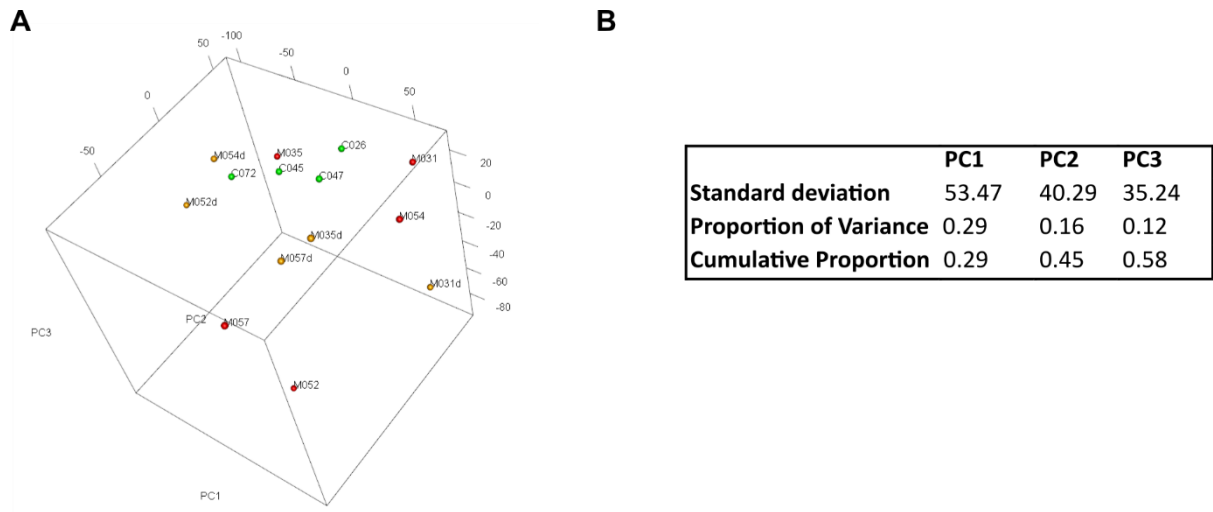 A
B
50
-100
-50
0
50
0
-50
20
0
-20
-40
-60
-80
M054d
M035
C026
M031
C072
C045
C047
M052d
M054
M035d
M057d
M031d
PC2
M057
PC3
M052
PC1
PC1 PC2 PC3
Standard deviation 53.47 40.29 35.24
Proportion of Variance 0.29 0.16 0.12
Cumulative Proportion 0.29 0.45 0.58